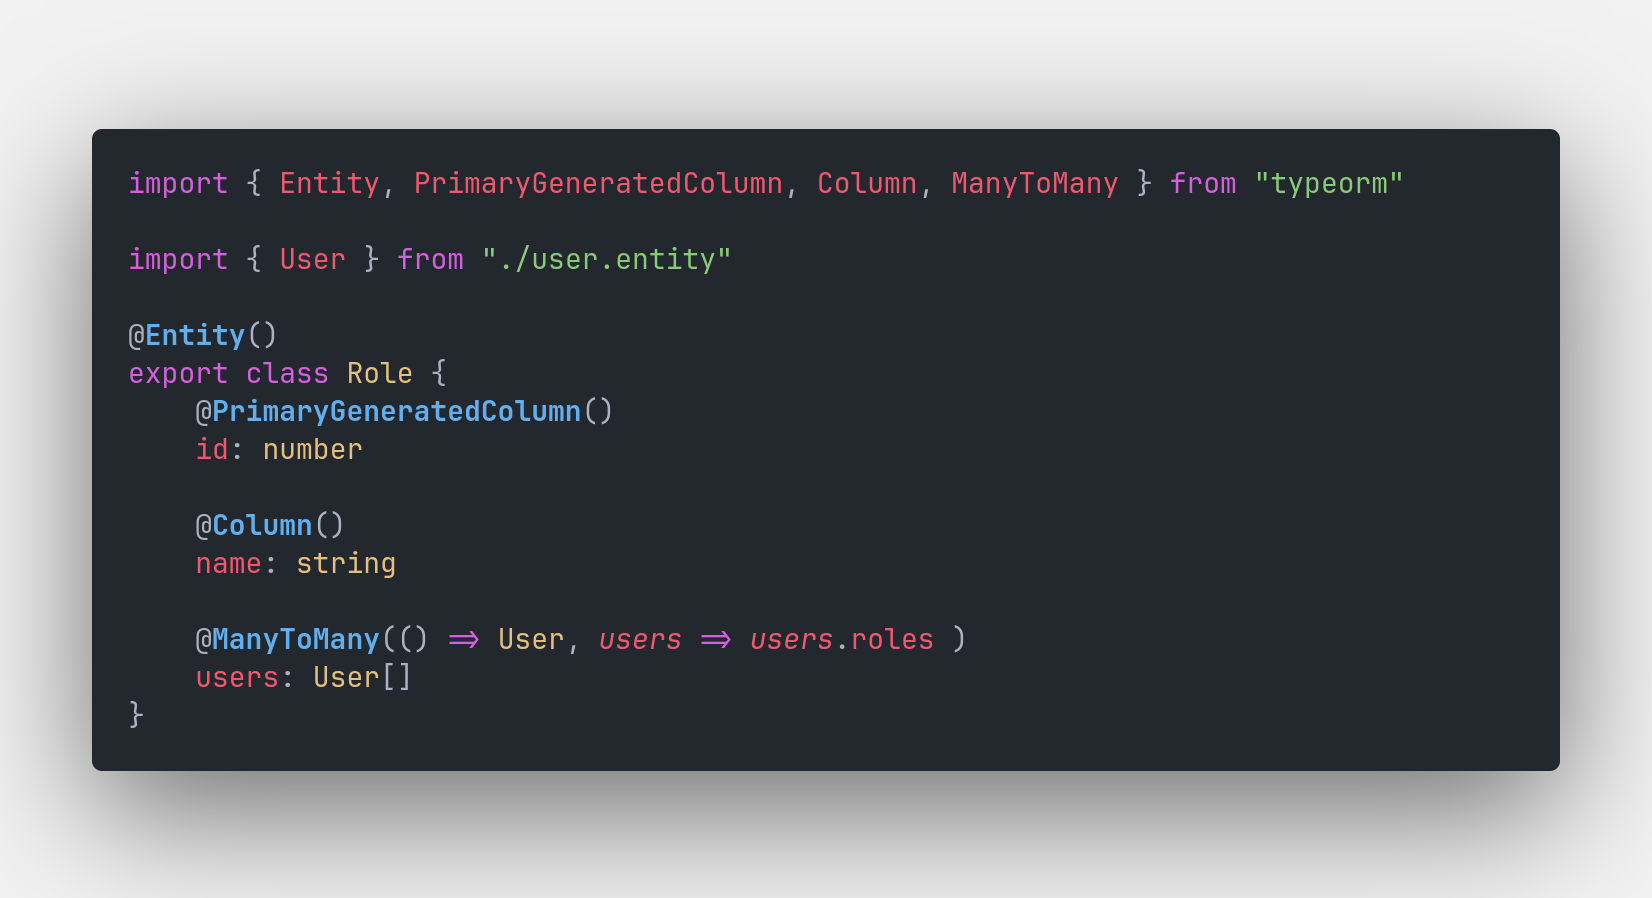 import { Entity, PrimaryGeneratedColumn, Column, ManyToMany } from "typeorm"
import { User } from "./user.entity"
@Entity()
export class Role {
    @PrimaryGeneratedColumn()
    id: number
    @Column()
    name: string
    @ManyToMany(() => User, users => users.roles )
    users: User[]
}